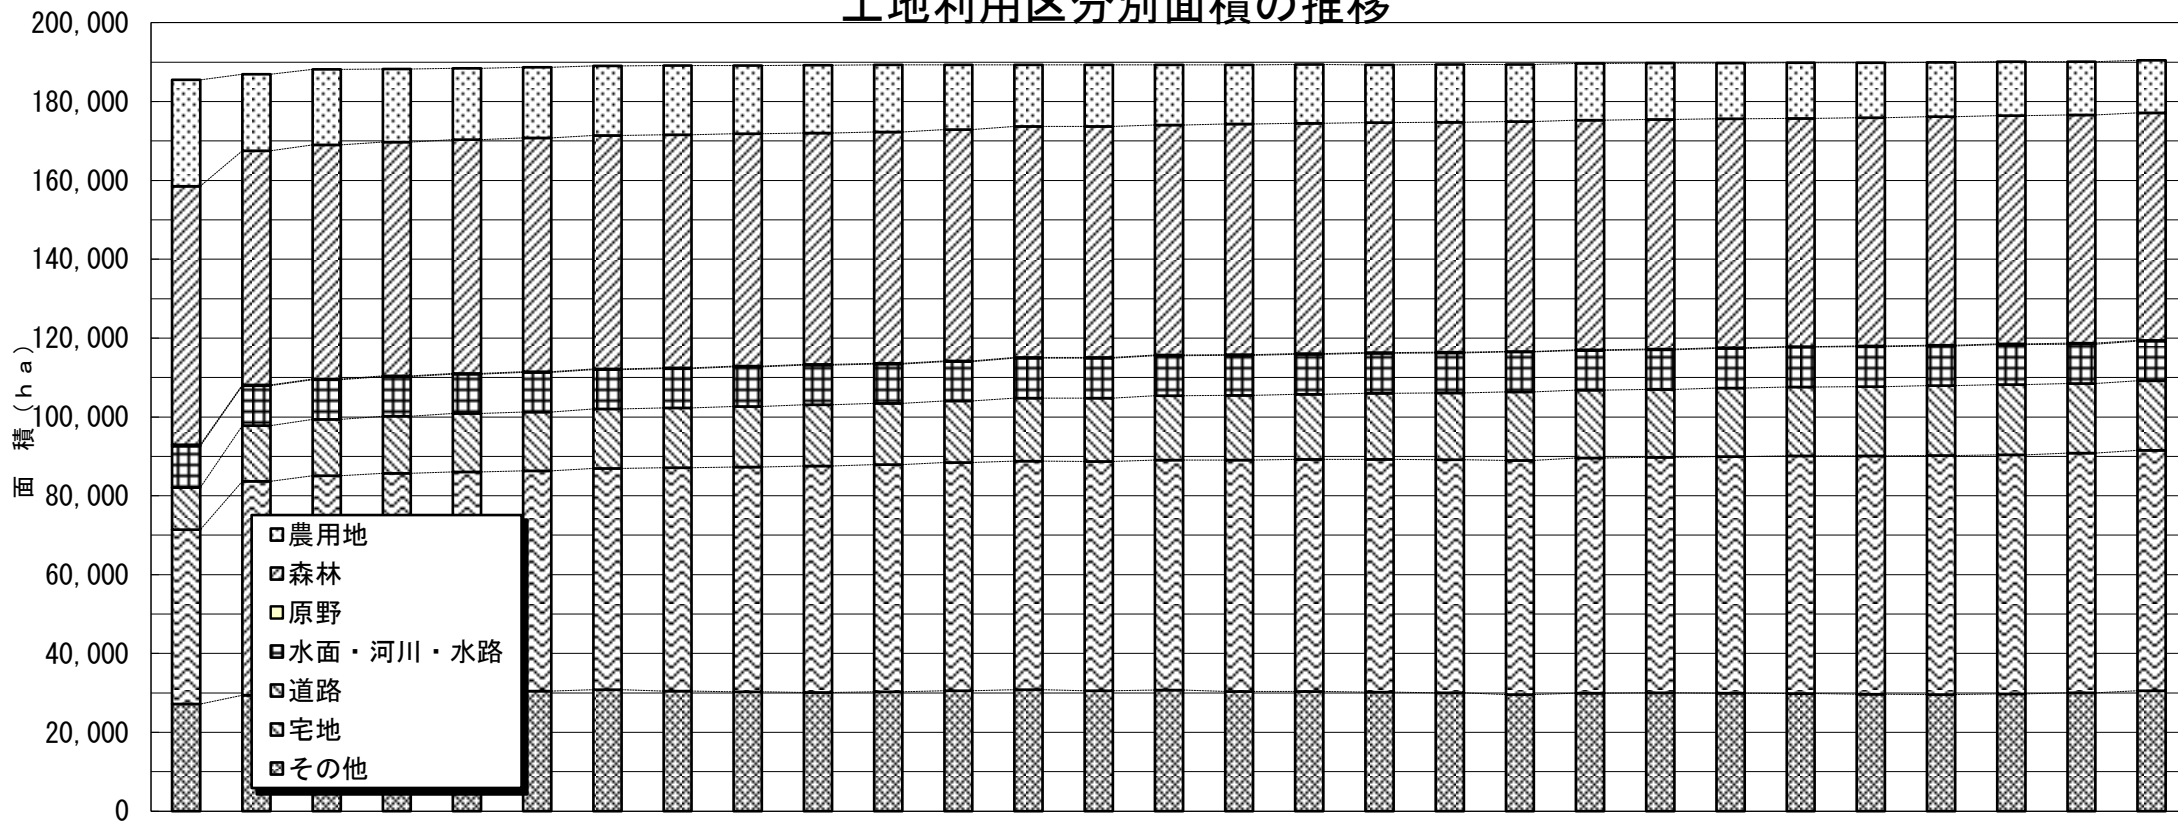 土地利用区分別面積の推移
200,000
180,000
160,000
140,000
120,000
100,000
80,000
60,000
40,000
20,000
0
面 積（ｈａ）
農用地
森林
原野
水面・河川・水路
道路
宅地
その他